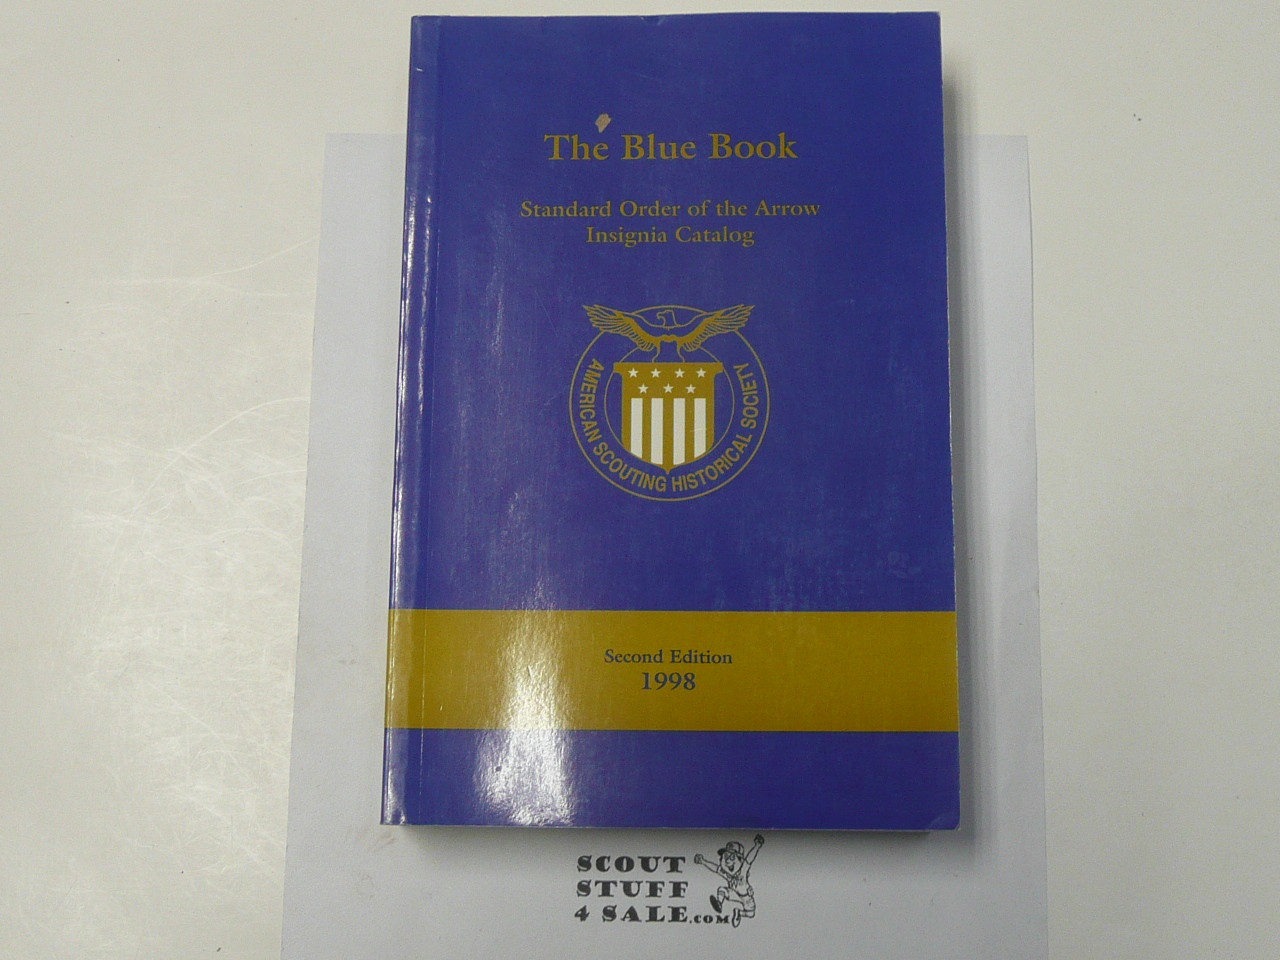 The Blue Book
Standard Order of the Arrow
Insignia Catalog
AMERICAN SCOUTING HISTORICAL SOCIETY
Second Edition
1998
SCOUT
STUFF
4 SALE.com